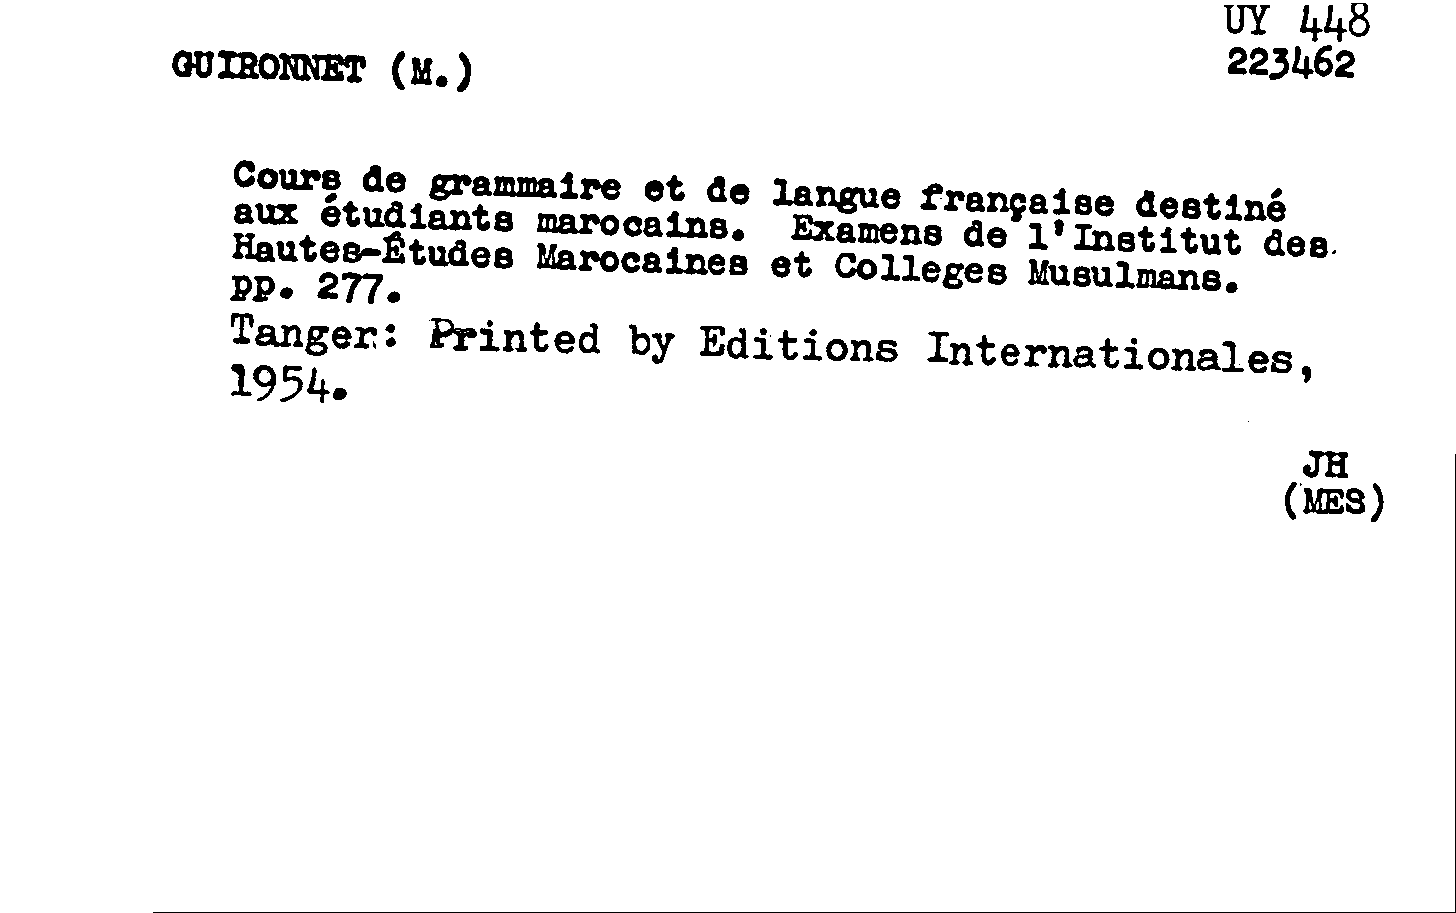 UY 448
223462
GUIRONNET (M.)
Cours de grammaire et de langue française destiné
aux étudiants marocains. Examens de l'Institut des
Hautes-Études Marocaines et Colleges Musulmans.
pp. 277.
Tanger: Printed by Editions Internationales,
1954.
JH
(MES)